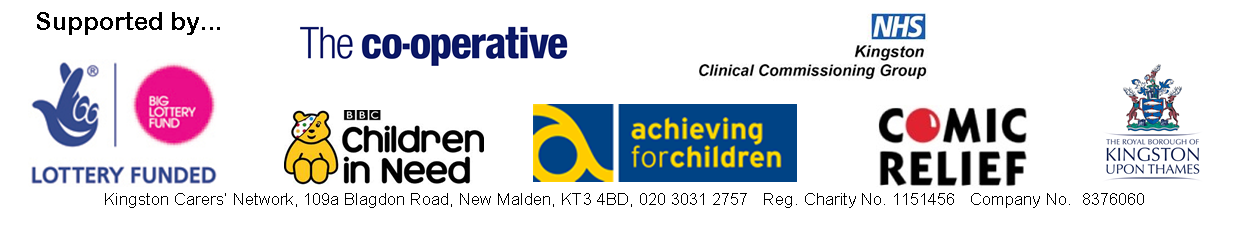 Supported by...
The co-operative
NHS
Kingston
Clinical Commissioning Group
®
BIG
LOTTERY
FUND
LOTTERY FUNDED
BBC
Children
in Need
achieving
forchildren
COMIC
RELIEF
THE ROYAL BOROUGH OF
KINGSTON
UPON THAMES
Kingston Carers' Network, 109a Blagdon Road, New Malden, KT3 4BD, 020 3031 2757 Reg. Charity No. 1151456 Company No. 8376060